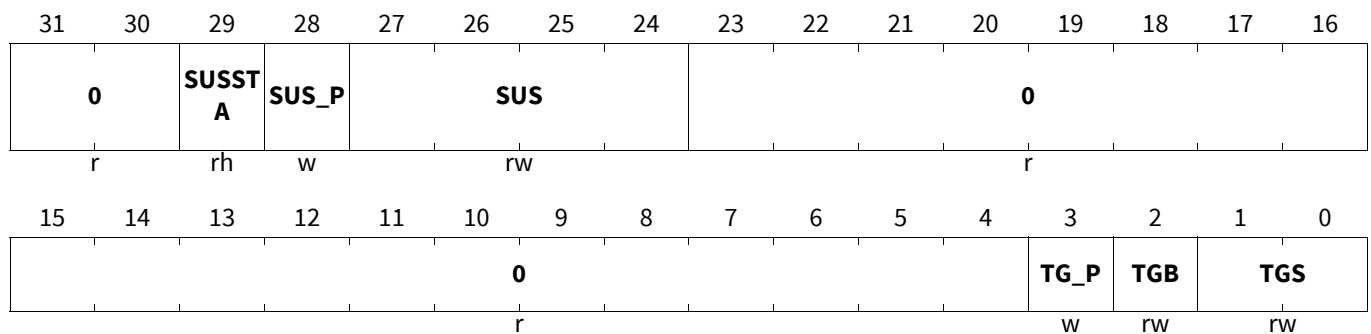 31 30 29 28 27 26 25 24 23 22 21 20 19 18 17 16
0 SUSST A SUS_P SUS 0
r rh w rw r
15 14 13 12 11 10 9 8 7 6 5 4 3 2 1 0
0 TG_P TGB TGS
r w rw rw